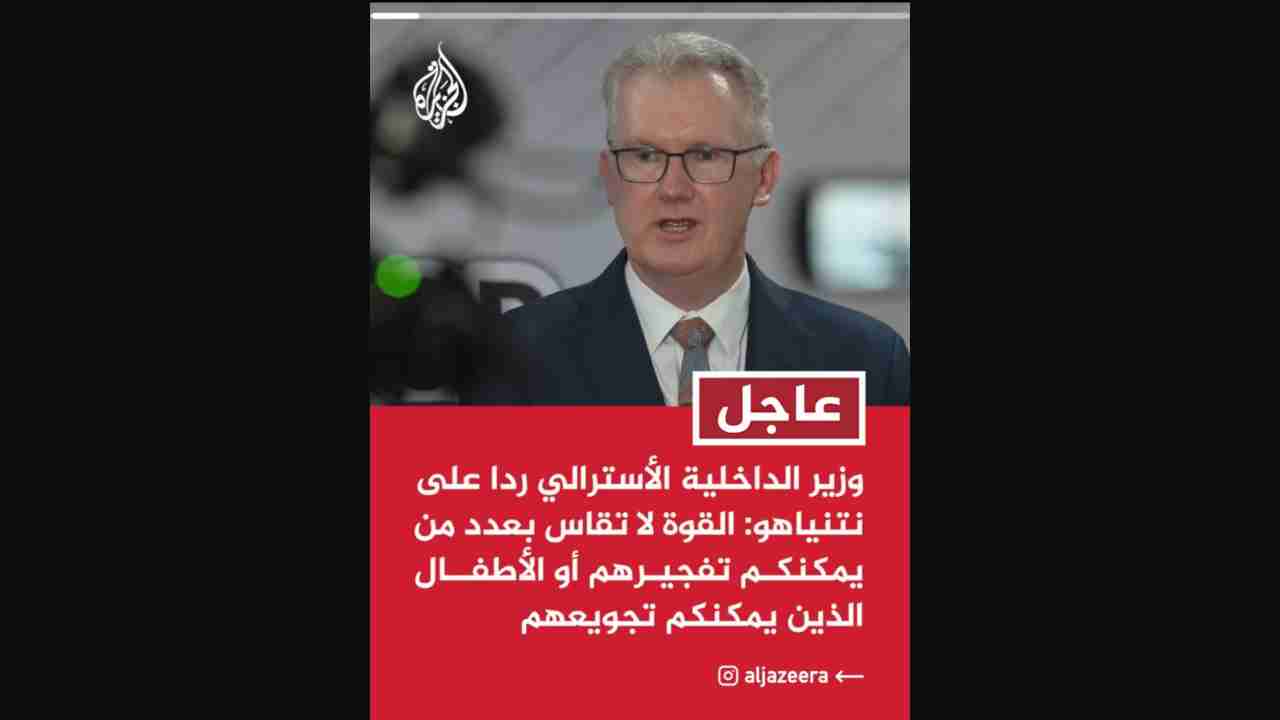 الجزيرة
عاجل
وزير الداخلية الأسترالي ردا على
نتنياهو: القوة لا تقاس بعدد من
يمكنكم تفجيرهم أو الأطفال
الذين يمكنكم تجويعهم
aljazeera